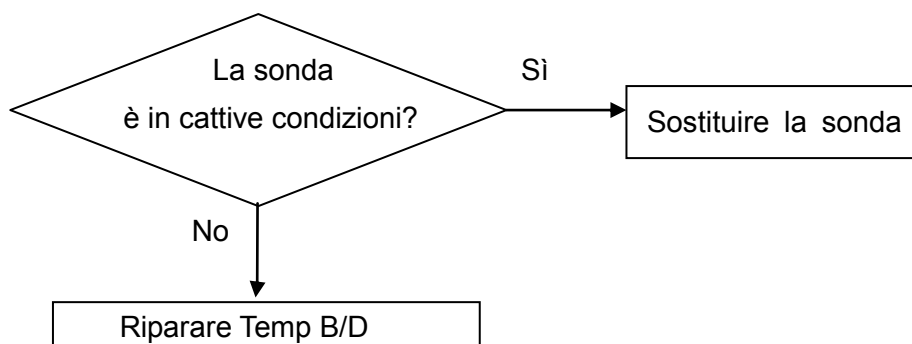 La sonda
è in cattive condizioni?
Sì
Sostituire la sonda
No
Riparare Temp B/D